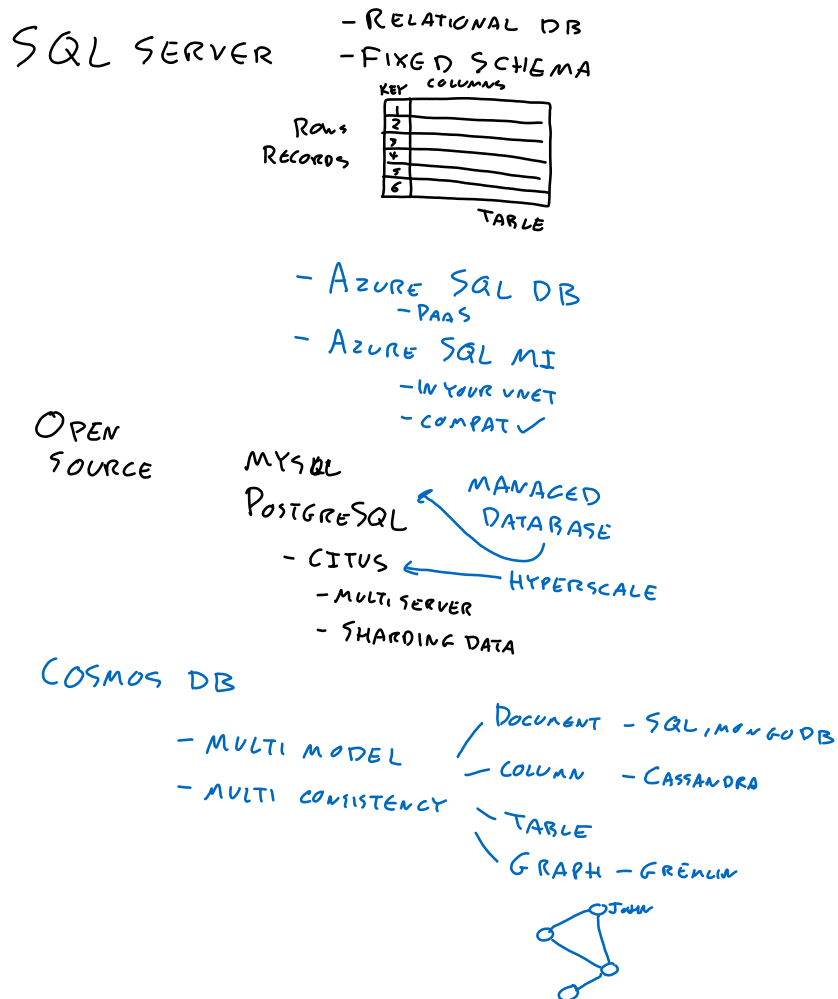 SQL SERVER
- RELATIONAL DB
- FIXED SCHEMA
KEY COLUMNS
ROWS
RECORDS
1
2
3
4
5
6
TABLE
- AZURE SQL DB
- PAAS
- AZURE SQL MI
- IN YOUR VNET
- COMPAT ✓
OPEN
SOURCE
MYSQL
POSTGRESQL
MANAGED
DATABASE
- CITUS
HYPERSCALE
- MULTI SERVER
- SHARDING DATA
COSMOS DB
- MULTI MODEL
- MULTI CONSISTENCY
DOCUMENT - SQL, MONGODB
COLUMN - CASSANDRA
TABLE
GRAPH - GREMLIN
JOHN